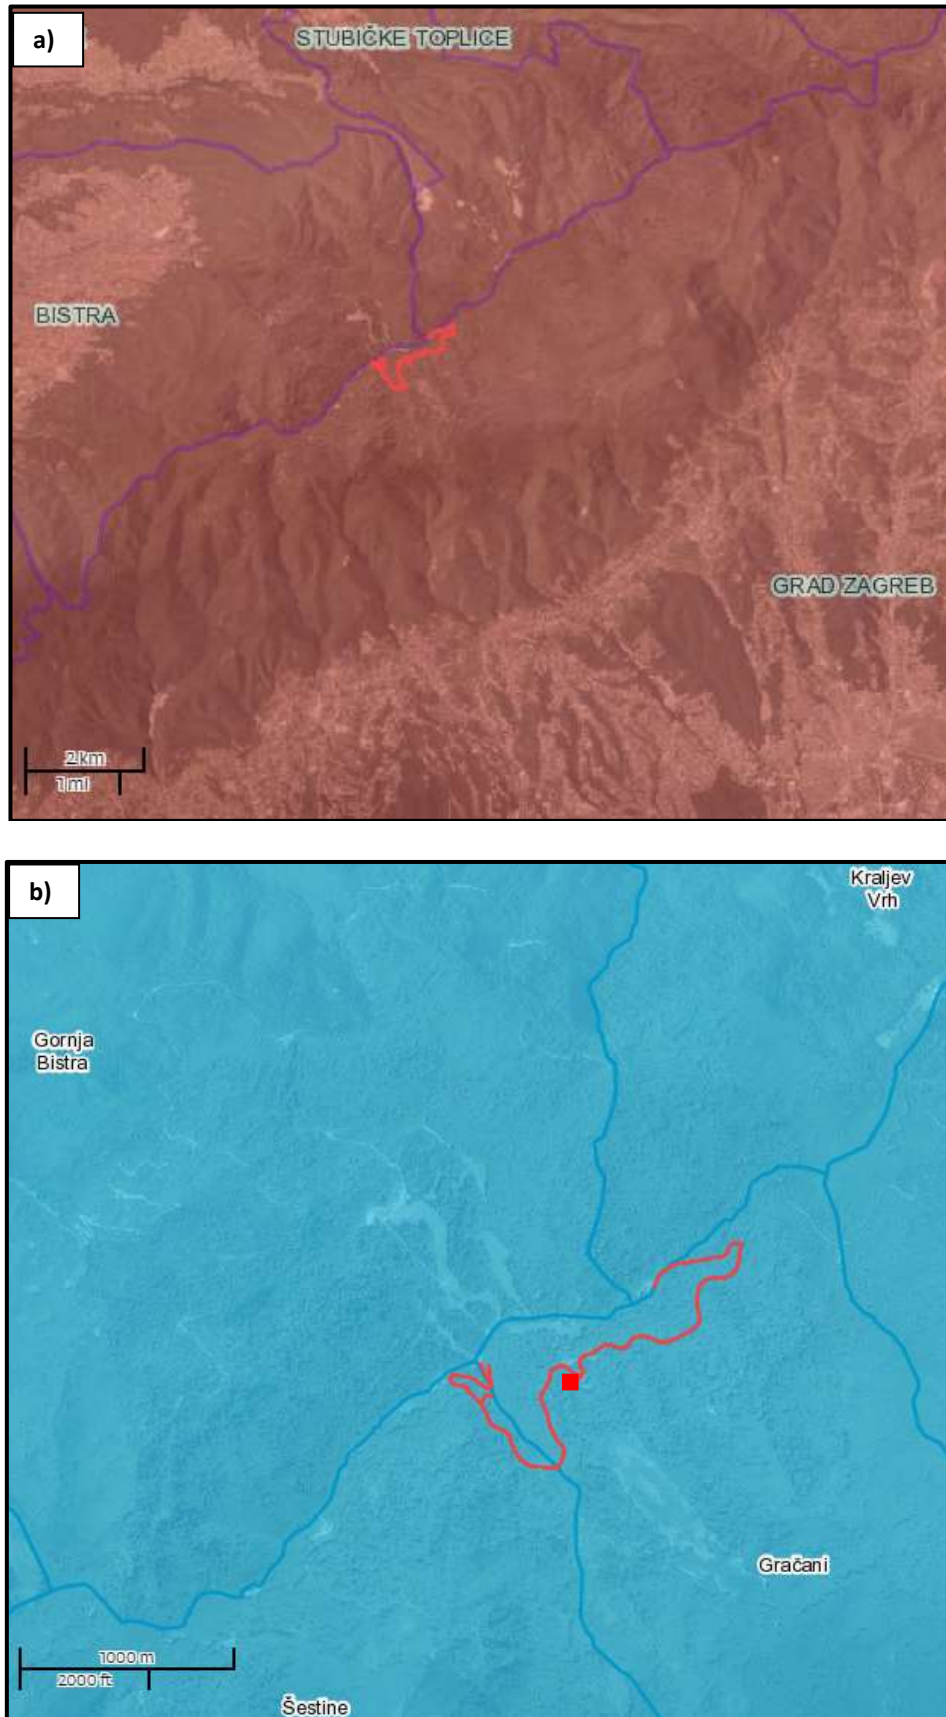 a)
STUBIČKE TOPLICE
BISTRA
GRAD ZAGREB
2 km
1 mi
b)
Kraljev
Vrh
Gornja
Bistra
Gračani
1000 m
2000 ft
Šestine